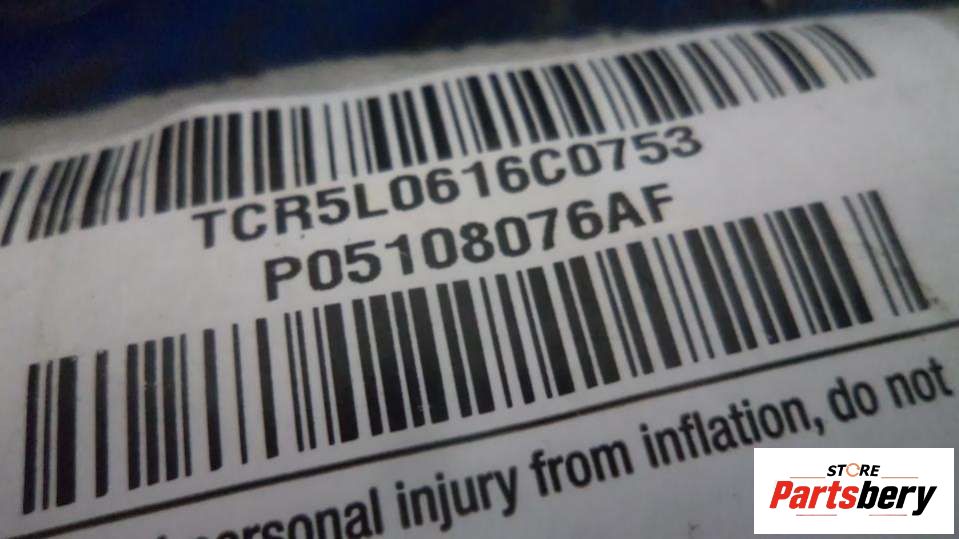 TCR5L0616C0753
P05108076AF
personal injury from inflation, do not
STORE
Partsbery